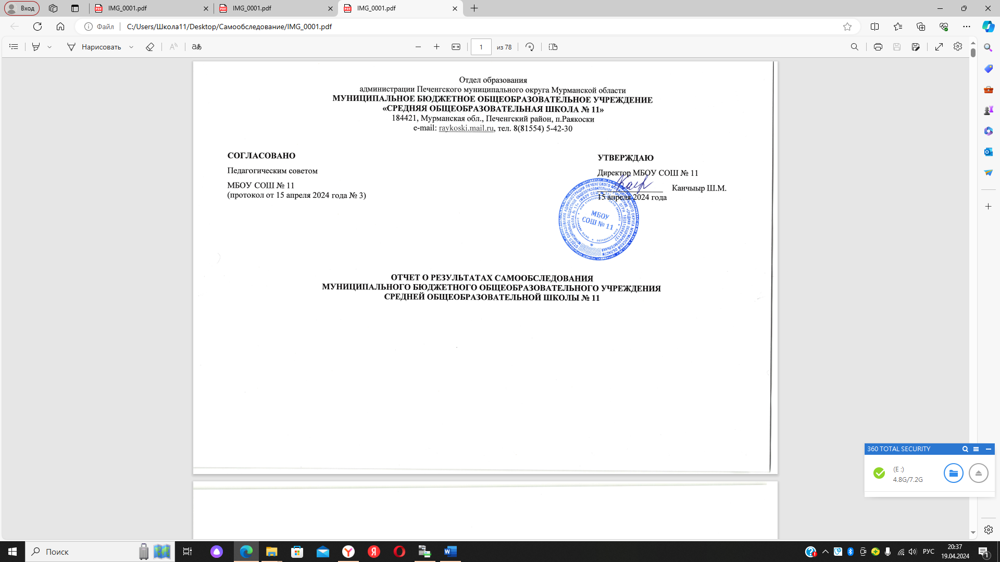 Вход
IMG_0001.pdf
IMG_0001.pdf
IMG_0001.pdf
Файл
C:/Users/Школа11/Desktop/Самообследование/IMG_0001.pdf
Нарисовать
аあ
1
из 78
Отдел образования
администрации Печенгского муниципального округа Мурманской области
МУНИЦИПАЛЬНОЕ БЮДЖЕТНОЕ ОБЩЕОБРАЗОВАТЕЛЬНОЕ УЧРЕЖДЕНИЕ
«СРЕДНЯЯ ОБЩЕОБРАЗОВАТЕЛЬНАЯ ШКОЛА № 11»
184421, Мурманская обл., Печенгский район, п.Раякоски
e-mail: raykoski.mail.ru, тел. 8(81554) 5-42-30
СОГЛАСОВАНО
Педагогическим советом
МБОУ СОШ № 11
(протокол от 15 апреля 2024 года № 3)
УТВЕРЖДАЮ
Директор МБОУ СОШ № 11
Канчыыр Ш.М.
15 апреля 2024 года
МБОУ
СОШ № 11
ОТЧЕТ О РЕЗУЛЬТАТАХ САМООБСЛЕДОВАНИЯ
МУНИЦИПАЛЬНОГО БЮДЖЕТНОГО ОБЩЕОБРАЗОВАТЕЛЬНОГО УЧРЕЖДЕНИЯ
СРЕДНЕЙ ОБЩЕОБРАЗОВАТЕЛЬНОЙ ШКОЛЫ № 11
360 TOTAL SECURITY
(E :)
4.8G/7.2G
Поиск
РУС
20:37
19.04.2024
1